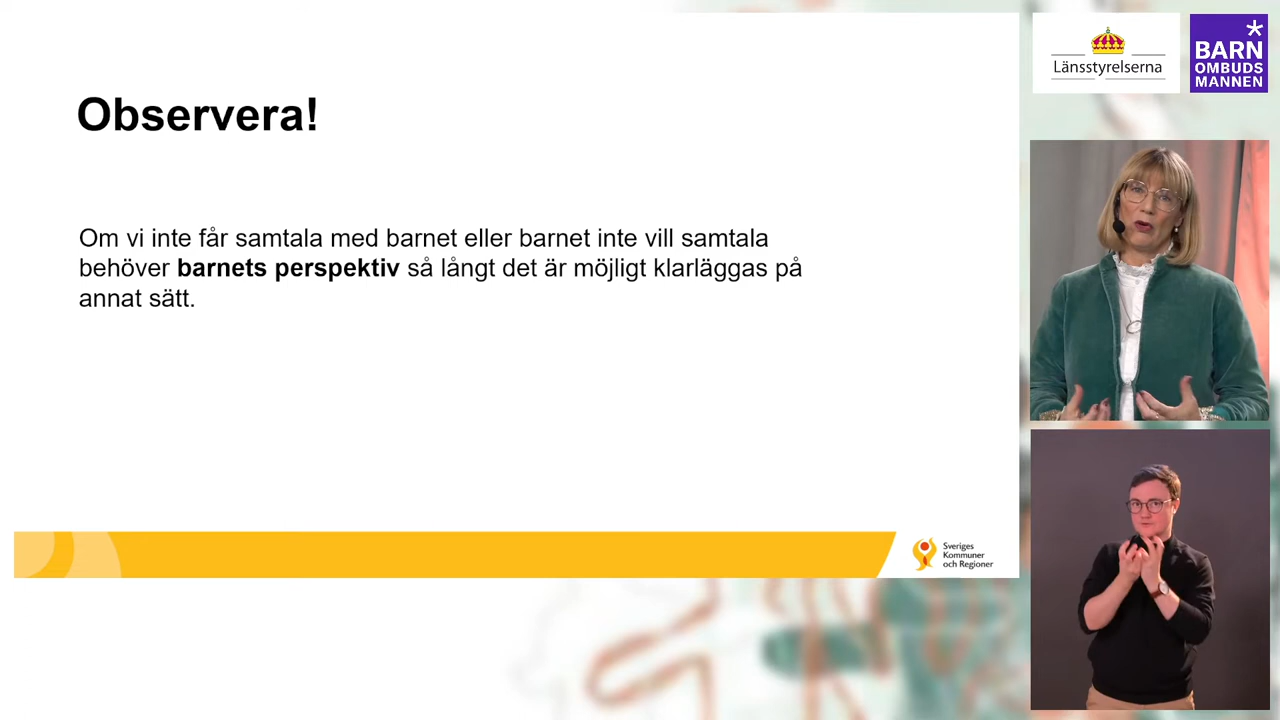 Observera!
Om vi inte får samtala med barnet eller barnet inte vill samtala
behöver barnets perspektiv så långt det är möjligt klarläggas på
annat sätt.
Sveriges
Kommuner
och Regioner
Länsstyrelserna
BARN
OMBUDS
MANNEN